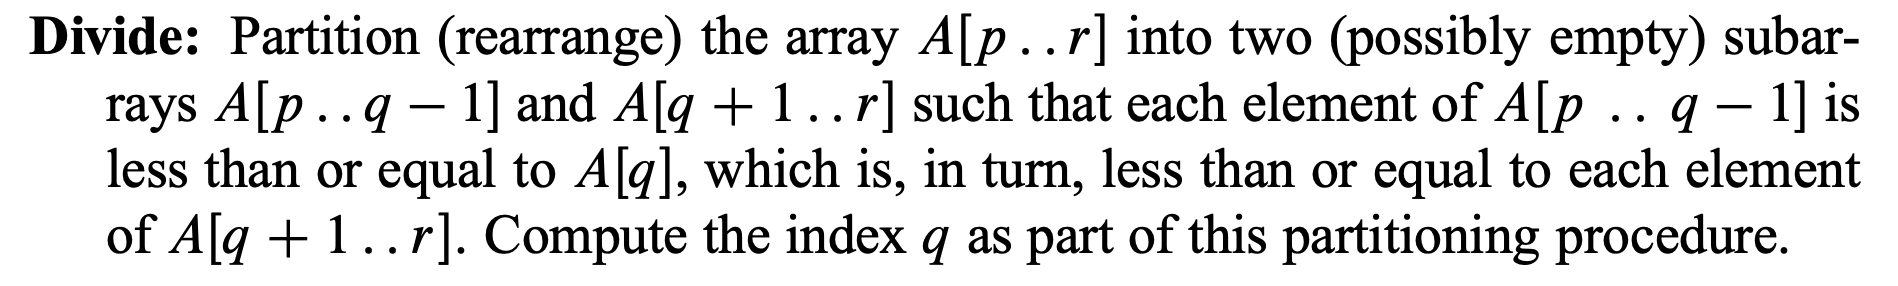 Divide: Partition (rearrange) the array A[p . . r] into two (possibly empty) subar-
rays A[p . . q − 1] and A[q + 1 . . r] such that each element of A[p . . q − 1] is
less than or equal to A[q], which is, in turn, less than or equal to each element
of A[q + 1 . . r]. Compute the index q as part of this partitioning procedure.